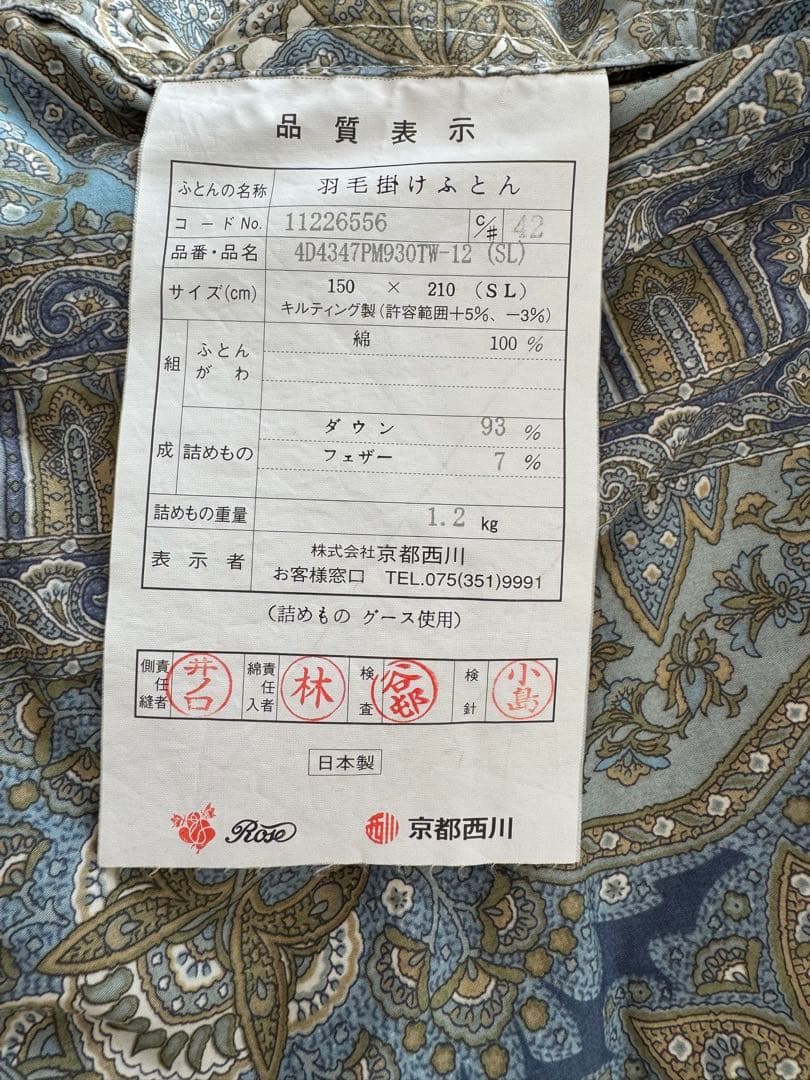 品質表示
ふとんの名称 羽毛掛けふとん
コードNo. 11226556 C/# 42
品番・品名 4D4347PM930TW-12 (SL)
サイズ(cm) 150 × 210 (SL)
キルティング製(許容範囲+5%、−3%)
組成 ふとんがわ 綿 100 %
詰めもの ダウン 93 %
フェザー 7 %
詰めもの重量 1.2 kg
表示者 株式会社京都西川
お客様窓口 TEL.075(351)9991
(詰めもの グース使用)
側縫責任者 井ノ口 綿入責任者 林 検査 谷邨 検針 小島
日本製
Rose 西川 京都西川